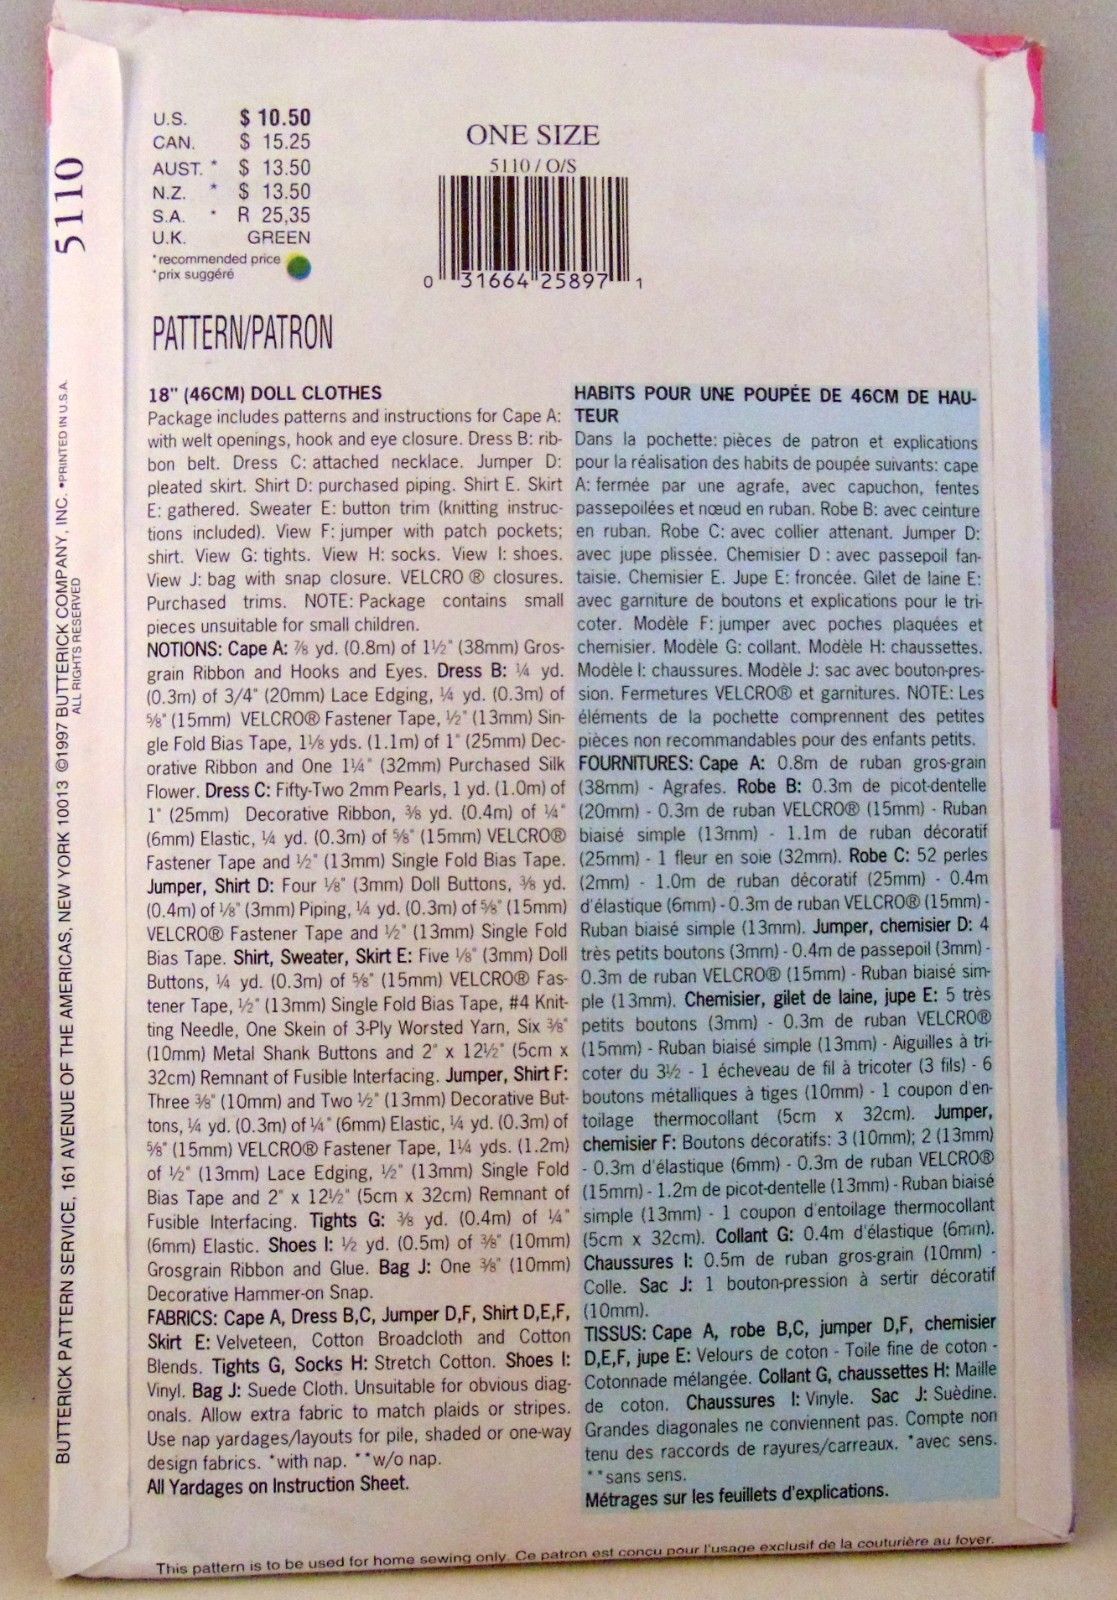 U.S. $ 10.50
CAN. $ 15.25
AUST. * $ 13.50
N.Z. * $ 13.50
S.A. * R 25,35
U.K. GREEN
*recommended price
*prix suggéré
ONE SIZE
5110/O/S
0 31664 25897 1
5110
PATTERN/PATRON
18" (46CM) DOLL CLOTHES
Package includes patterns and instructions for Cape A:
with welt openings, hook and eye closure. Dress B: rib-
bon belt. Dress C: attached necklace. Jumper D:
pleated skirt. Shirt D: purchased piping. Shirt E. Skirt
E: gathered. Sweater E: button trim (knitting instruc-
tions included). View F: jumper with patch pockets;
shirt. View G: tights. View H: socks. View I: shoes.
View J: bag with snap closure. VELCRO ® closures.
Purchased trims. NOTE: Package contains small
pieces unsuitable for small children.
NOTIONS: Cape A: ⅞ yd. (0.8m) of 1½" (38mm) Gros-
grain Ribbon and Hooks and Eyes. Dress B: ¼ yd.
(0.3m) of 3/4" (20mm) Lace Edging, ¼ yd. (0.3m) of
⅝" (15mm) VELCRO® Fastener Tape, ½" (13mm) Sin-
gle Fold Bias Tape, 1⅛ yds. (1.1m) of 1" (25mm) Dec-
orative Ribbon and One 1¼" (32mm) Purchased Silk
Flower. Dress C: Fifty-Two 2mm Pearls, 1 yd. (1.0m) of
1" (25mm) Decorative Ribbon, ⅜ yd. (0.4m) of ¼"
(6mm) Elastic, ¼ yd. (0.3m) of ⅝" (15mm) VELCRO®
Fastener Tape and ½" (13mm) Single Fold Bias Tape.
Jumper, Shirt D: Four ⅛" (3mm) Doll Buttons, ⅜ yd.
(0.4m) of ⅛" (3mm) Piping, ¼ yd. (0.3m) of ⅝" (15mm)
VELCRO® Fastener Tape and ½" (13mm) Single Fold
Bias Tape. Shirt, Sweater, Skirt E: Five ⅛" (3mm) Doll
Buttons, ¼ yd. (0.3m) of ⅝" (15mm) VELCRO® Fas-
tener Tape, ½" (13mm) Single Fold Bias Tape, #4 Knit-
ting Needle, One Skein of 3-Ply Worsted Yarn, Six ⅜"
(10mm) Metal Shank Buttons and 2" x 12½" (5cm x
32cm) Remnant of Fusible Interfacing. Jumper, Shirt F:
Three ⅜" (10mm) and Two ½" (13mm) Decorative But-
tons, ¼ yd. (0.3m) of ¼" (6mm) Elastic, ¼ yd. (0.3m) of
⅝" (15mm) VELCRO® Fastener Tape, 1¼ yds. (1.2m)
of ½" (13mm) Lace Edging, ½" (13mm) Single Fold
Bias Tape and 2" x 12½" (5cm x 32cm) Remnant of
Fusible Interfacing. Tights G: ⅜ yd. (0.4m) of ¼"
(6mm) Elastic. Shoes I: ½ yd. (0.5m) of ⅜" (10mm)
Grosgrain Ribbon and Glue. Bag J: One ⅜" (10mm)
Decorative Hammer-on Snap.
FABRICS: Cape A, Dress B,C, Jumper D,F, Shirt D,E,F,
Skirt E: Velveteen, Cotton Broadcloth and Cotton
Blends. Tights G, Socks H: Stretch Cotton. Shoes I:
Vinyl. Bag J: Suede Cloth. Unsuitable for obvious diag-
onals. Allow extra fabric to match plaids or stripes.
Use nap yardages/layouts for pile, shaded or one-way
design fabrics. *with nap. **w/o nap.
All Yardages on Instruction Sheet.
HABITS POUR UNE POUPÉE DE 46CM DE HAU-
TEUR
Dans la pochette: pièces de patron et explications
pour la réalisation des habits de poupée suivants: cape
A: fermée par une agrafe, avec capuchon, fentes
passepoilées et nœud en ruban. Robe B: avec ceinture
en ruban. Robe C: avec collier attenant. Jumper D:
avec jupe plissée. Chemisier D : avec passepoil fan-
taisie. Chemisier E. Jupe E: froncée. Gilet de laine E:
avec garniture de boutons et explications pour le tri-
coter. Modèle F: jumper avec poches plaquées et
chemisier. Modèle G: collant. Modèle H: chaussettes.
Modèle I: chaussures. Modèle J: sac avec bouton-pres-
sion. Fermetures VELCRO® et garnitures. NOTE: Les
éléments de la pochette comprennent des petites
pièces non recommandables pour des enfants petits.
FOURNITURES: Cape A: 0.8m de ruban gros-grain
(38mm) - Agrafes. Robe B: 0.3m de picot-dentelle
(20mm) - 0.3m de ruban VELCRO® (15mm) - Ruban
biaisé simple (13mm) - 1.1m de ruban décoratif
(25mm) - 1 fleur en soie (32mm). Robe C: 52 perles
(2mm) - 1.0m de ruban décoratif (25mm) - 0.4m
d'élastique (6mm) - 0.3m de ruban VELCRO® (15mm) -
Ruban biaisé simple (13mm). Jumper, chemisier D: 4
très petits boutons (3mm) - 0.4m de passepoil (3mm) -
0.3m de ruban VELCRO® (15mm) - Ruban biaisé sim-
ple (13mm). Chemisier, gilet de laine, jupe E: 5 très
petits boutons (3mm) - 0.3m de ruban VELCRO®
(15mm) - Ruban biaisé simple (13mm) - Aiguilles à tri-
coter du 3½ - 1 écheveau de fil à tricoter (3 fils) - 6
boutons métalliques à tiges (10mm) - 1 coupon d'en-
toilage thermocollant (5cm x 32cm). Jumper,
chemisier F: Boutons décoratifs: 3 (10mm); 2 (13mm)
- 0.3m d'élastique (6mm) - 0.3m de ruban VELCRO®
(15mm) - 1.2m de picot-dentelle (13mm) - Ruban biaisé
simple (13mm) - 1 coupon d'entoilage thermocollant
(5cm x 32cm). Collant G: 0.4m d'élastique (6mm).
Chaussures I: 0.5m de ruban gros-grain (10mm) -
Colle. Sac J: 1 bouton-pression à sertir décoratif
(10mm).
TISSUS: Cape A, robe B,C, jumper D,F, chemisier
D,E,F, jupe E: Velours de coton - Toile fine de coton -
Cotonnade mélangée. Collant G, chaussettes H: Maille
de coton. Chaussures I: Vinyle. Sac J: Suèdine.
Grandes diagonales ne conviennent pas. Compte non
tenu des raccords de rayures/carreaux. *avec sens.
**sans sens.
Métrages sur les feuillets d'explications.
This pattern is to be used for home sewing only. Ce patron est conçu pour l'usage exclusif de la couturière au foyer.
BUTTERICK PATTERN SERVICE, 161 AVENUE OF THE AMERICAS, NEW YORK 10013 ©1997 BUTTERICK COMPANY, INC. •PRINTED IN U.S.A.
ALL RIGHTS RESERVED